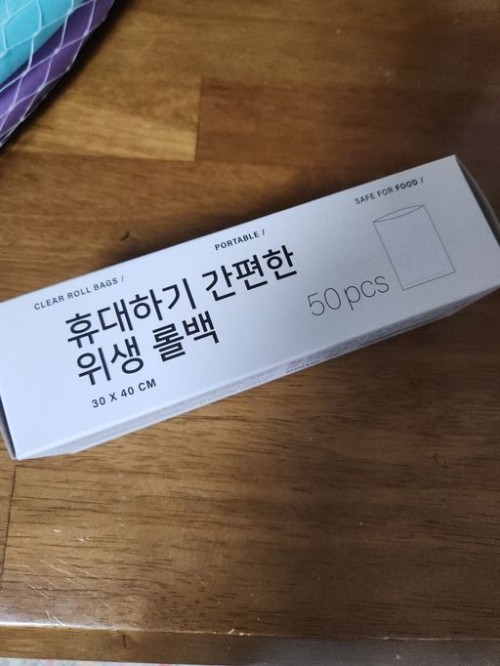 CLEAR ROLL BAGS /
PORTABLE /
SAFE FOR FOOD /
휴대하기 간편한
위생 롤백
50pcs
30 X 40 CM